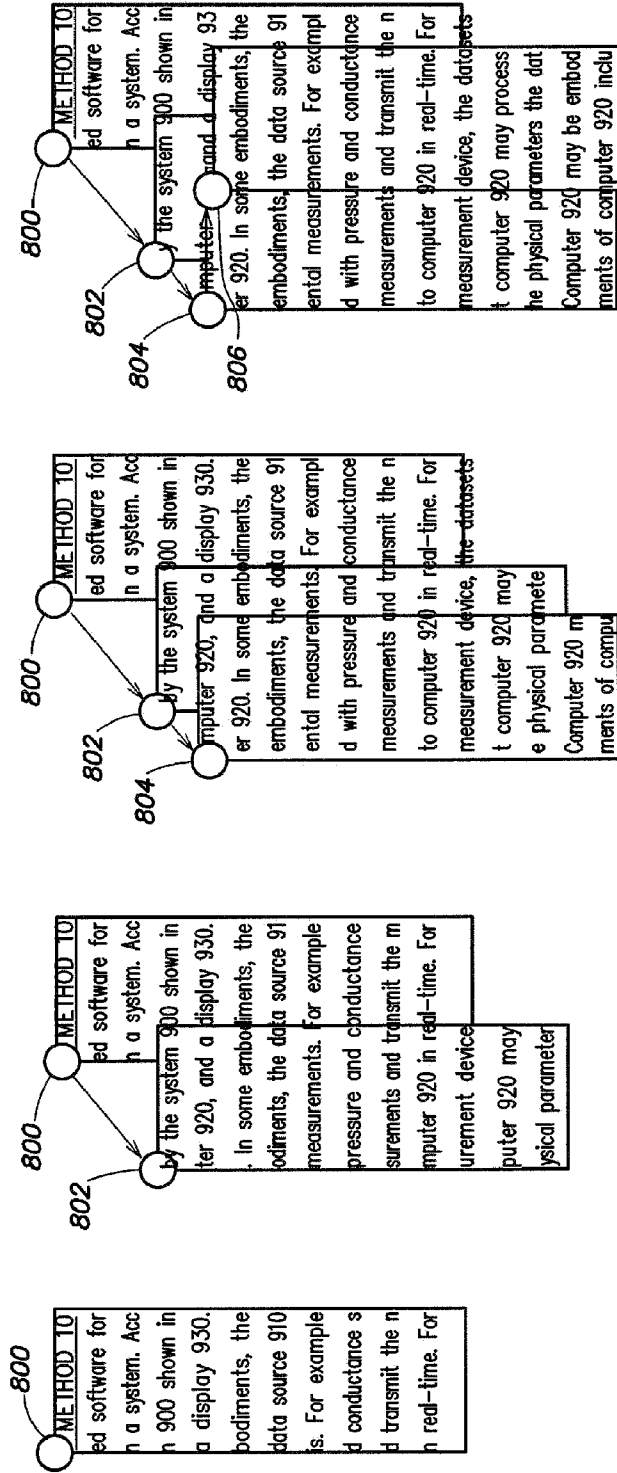 800
METHOD 10
ed software for
n a system. Acc
n 900 shown in
a display 930.
bodiments, the
data source 910
is. For example
d conductance s
d transmit the n
n real-time. For
800
802
METHOD 10
ed software for
n a system. Acc
by the system 900 shown in
ter 920, and a display 930.
. In some embodiments, the
odiments, the data source 91
measurements. For example
pressure and conductance
surements and transmit the m
mputer 920 in real-time. For
urement device
puter 920 may
ysical parameter
800
802
804
METHOD 10
ed software for
n a system. Acc
by the system 900 shown in
mputer 920, and a display 930.
er 920. In some embodiments, the
embodiments, the data source 91
ental measurements. For exampl
d with pressure and conductance
measurements and transmit the n
to computer 920 in real-time. For
measurement device, the datasets
t computer 920 may
e physical paramete
Computer 920 m
ments of compu
800
802
804
806
METHOD 10
ed software for
n a system. Acc
y the system 900 shown in
mputer and a display 93
er 920. In some embodiments, the
embodiments, the data source 91
ental measurements. For exampl
d with pressure and conductance
measurements and transmit the n
to computer 920 in real-time. For
measurement device, the datasets
t computer 920 may process
he physical parameters the dat
Computer 920 may be embod
ments of computer 920 inclu